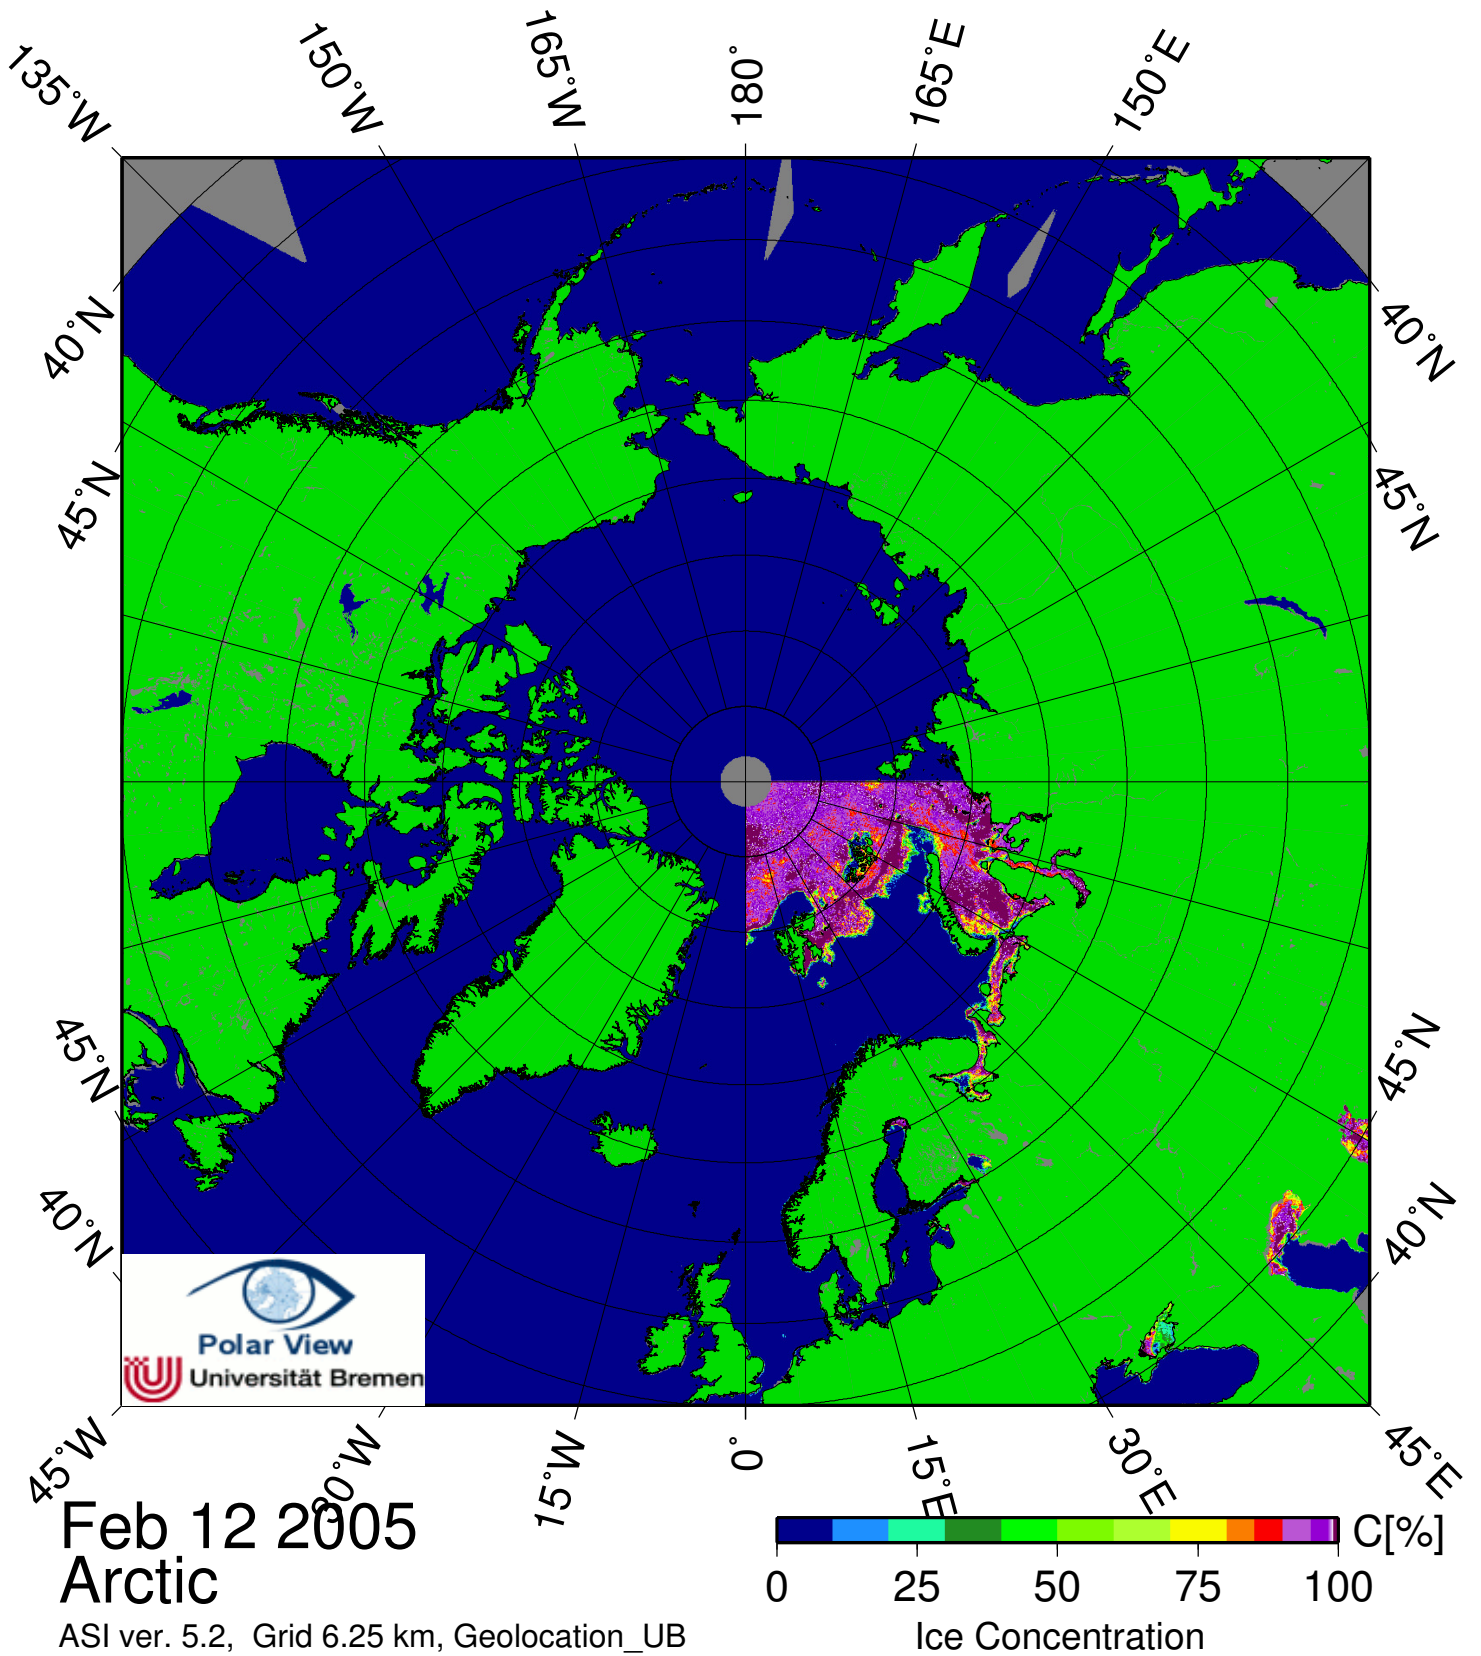 135°W
150°W
165°W
180°
165°E
150°E
40°N
45°N
40°N
45°N
45°N
40°N
45°N
40°N
Polar View
Universität Bremen
45°W
30°W
15°W
0°
15°E
30°E
45°E
Feb 12 2005
Arctic
ASI ver. 5.2, Grid 6.25 km, Geolocation_UB
C[%]
0 25 50 75 100
Ice Concentration